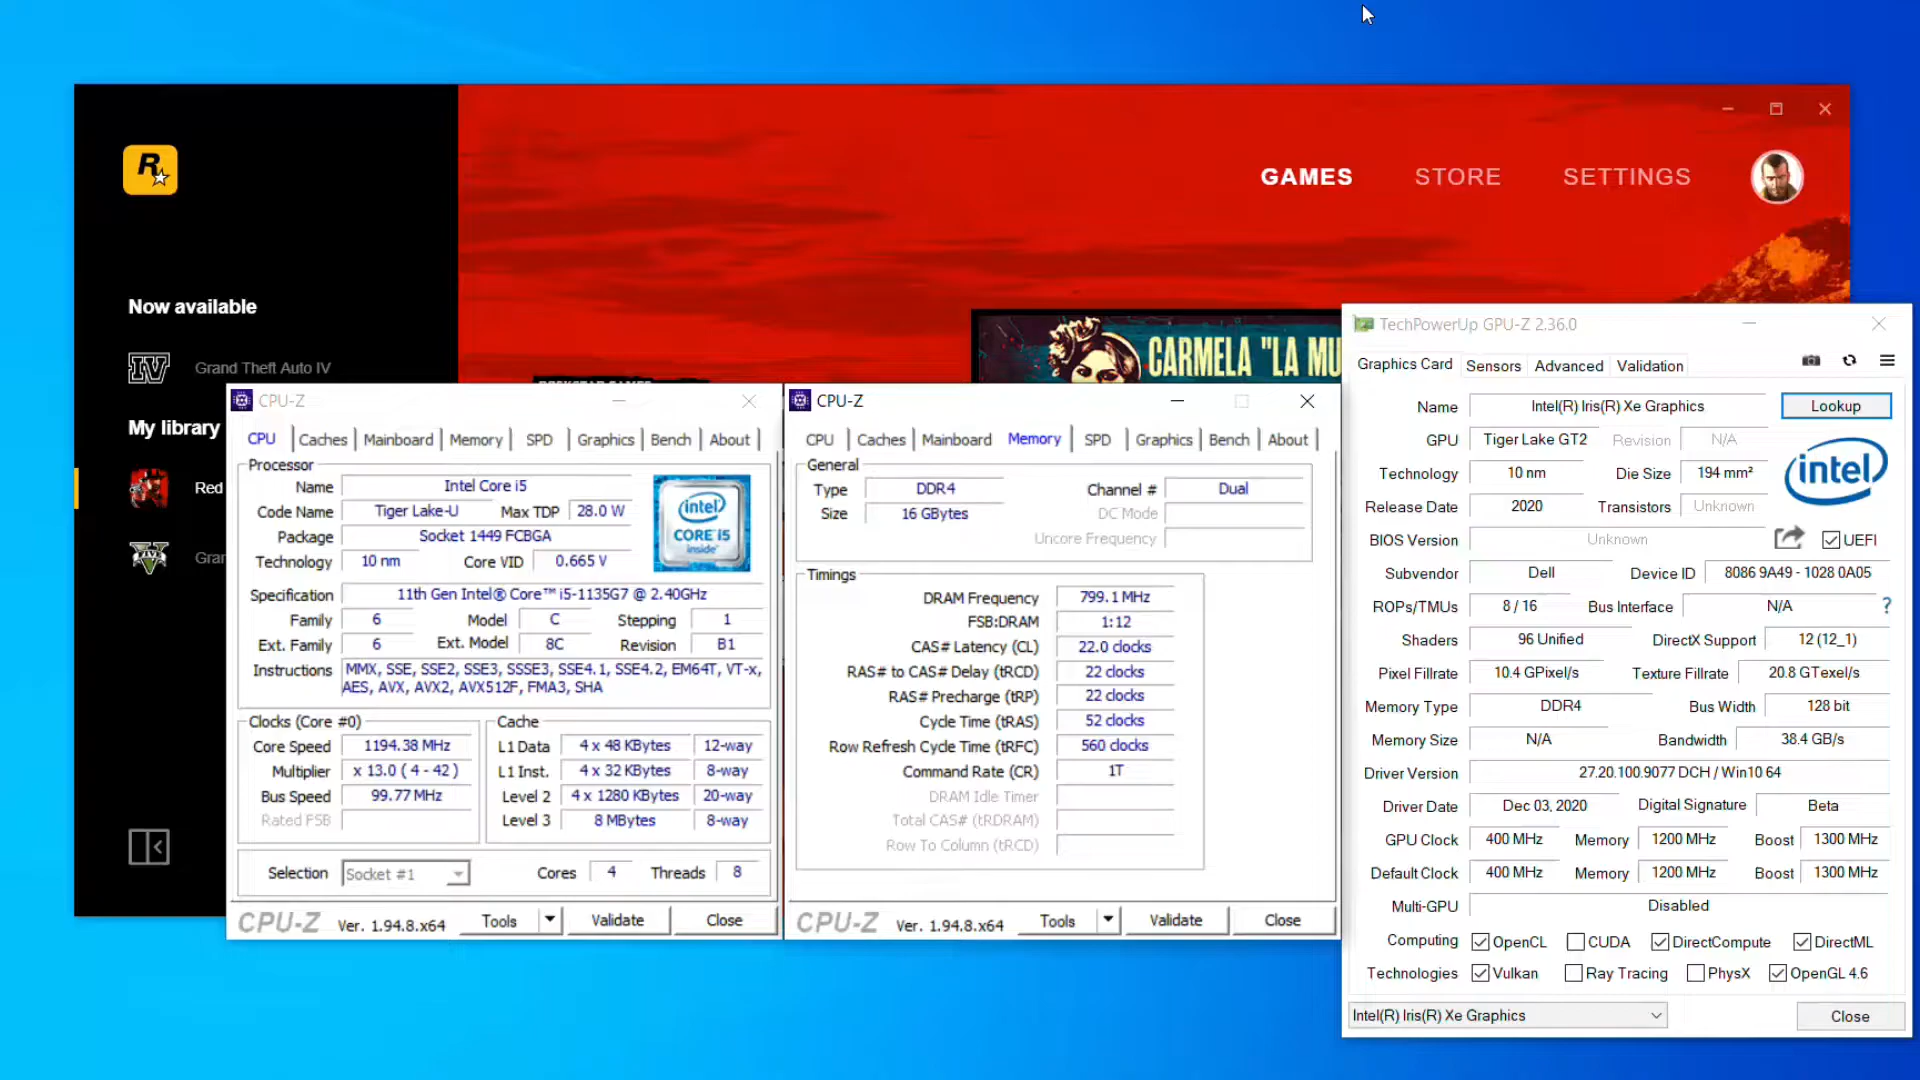 R
GAMES STORE SETTINGS
Now available
IV
Grand Theft Auto IV
My library
Red
V
Gran
CARMELA "LA MU
CPU-Z
CPU Caches Mainboard Memory SPD Graphics Bench About
Processor
Name Intel Core i5
Code Name Tiger Lake-U Max TDP 28.0 W
Package Socket 1449 FCBGA
Technology 10 nm Core VID 0.665 V
intel
CORE i5
inside™
Specification 11th Gen Intel® Core™ i5-1135G7 @ 2.40GHz
Family 6 Model C Stepping 1
Ext. Family 6 Ext. Model 8C Revision B1
Instructions MMX, SSE, SSE2, SSE3, SSSE3, SSE4.1, SSE4.2, EM64T, VT-x,
AES, AVX, AVX2, AVX512F, FMA3, SHA
Clocks (Core #0)
Core Speed 1194.38 MHz
Multiplier x 13.0 ( 4 - 42 )
Bus Speed 99.77 MHz
Rated FSB
Cache
L1 Data 4 x 48 KBytes 12-way
L1 Inst. 4 x 32 KBytes 8-way
Level 2 4 x 1280 KBytes 20-way
Level 3 8 MBytes 8-way
Selection Socket #1 Cores 4 Threads 8
CPU-Z Ver. 1.94.8.x64 Tools Validate Close
CPU-Z
CPU Caches Mainboard Memory SPD Graphics Bench About
General
Type DDR4 Channel # Dual
Size 16 GBytes DC Mode
Uncore Frequency
Timings
DRAM Frequency 799.1 MHz
FSB:DRAM 1:12
CAS# Latency (CL) 22.0 clocks
RAS# to CAS# Delay (tRCD) 22 clocks
RAS# Precharge (tRP) 22 clocks
Cycle Time (tRAS) 52 clocks
Row Refresh Cycle Time (tRFC) 560 clocks
Command Rate (CR) 1T
DRAM Idle Timer
Total CAS# (tRDRAM)
Row To Column (tRCD)
CPU-Z Ver. 1.94.8.x64 Tools Validate Close
TechPowerUp GPU-Z 2.36.0
Graphics Card Sensors Advanced Validation
Name Intel(R) Iris(R) Xe Graphics Lookup
GPU Tiger Lake GT2 Revision N/A
Technology 10 nm Die Size 194 mm²
Release Date 2020 Transistors Unknown
intel
BIOS Version Unknown UEFI
Subvendor Dell Device ID 8086 9A49 - 1028 0A05
ROPs/TMUs 8 / 16 Bus Interface N/A ?
Shaders 96 Unified DirectX Support 12 (12_1)
Pixel Fillrate 10.4 GPixel/s Texture Fillrate 20.8 GTexel/s
Memory Type DDR4 Bus Width 128 bit
Memory Size N/A Bandwidth 38.4 GB/s
Driver Version 27.20.100.9077 DCH / Win10 64
Driver Date Dec 03, 2020 Digital Signature Beta
GPU Clock 400 MHz Memory 1200 MHz Boost 1300 MHz
Default Clock 400 MHz Memory 1200 MHz Boost 1300 MHz
Multi-GPU Disabled
Computing OpenCL CUDA DirectCompute DirectML
Technologies Vulkan Ray Tracing PhysX OpenGL 4.6
Intel(R) Iris(R) Xe Graphics Close